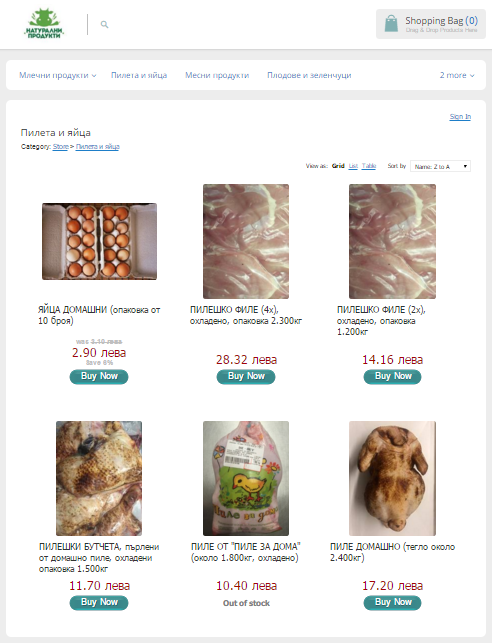 НАТУРАЛНИ
ПРОДУКТИ
Shopping Bag (0)
Drag & Drop Products Here
Млечни продукти
Пилета и яйца
Месни продукти
Плодове и зеленчуци
2 more
Sign In
Пилета и яйца
Category: Store > Пилета и яйца
View as: Grid List Table Sort by Name: Z to A
ЯЙЦА ДОМАШНИ (опаковка от
10 броя)
was 3.10 лева
2.90 лева
Save 6%
Buy Now
ПИЛЕШКО ФИЛЕ (4x),
охладено, опаковка 2.300кг
28.32 лева
Buy Now
ПИЛЕШКО ФИЛЕ (2x),
охладено, опаковка
1.200кг
14.16 лева
Buy Now
ПИЛЕШКИ БУТЧЕТА, пърлени
от домашно пиле, охладени
опаковка 1.500кг
11.70 лева
Buy Now
ПИЛЕ ОТ "ПИЛЕ ЗА ДОМА"
(около 1.800кг, охладено)
10.40 лева
Out of stock
ПИЛЕ ДОМАШНО (тегло около
2.400кг)
17.20 лева
Buy Now